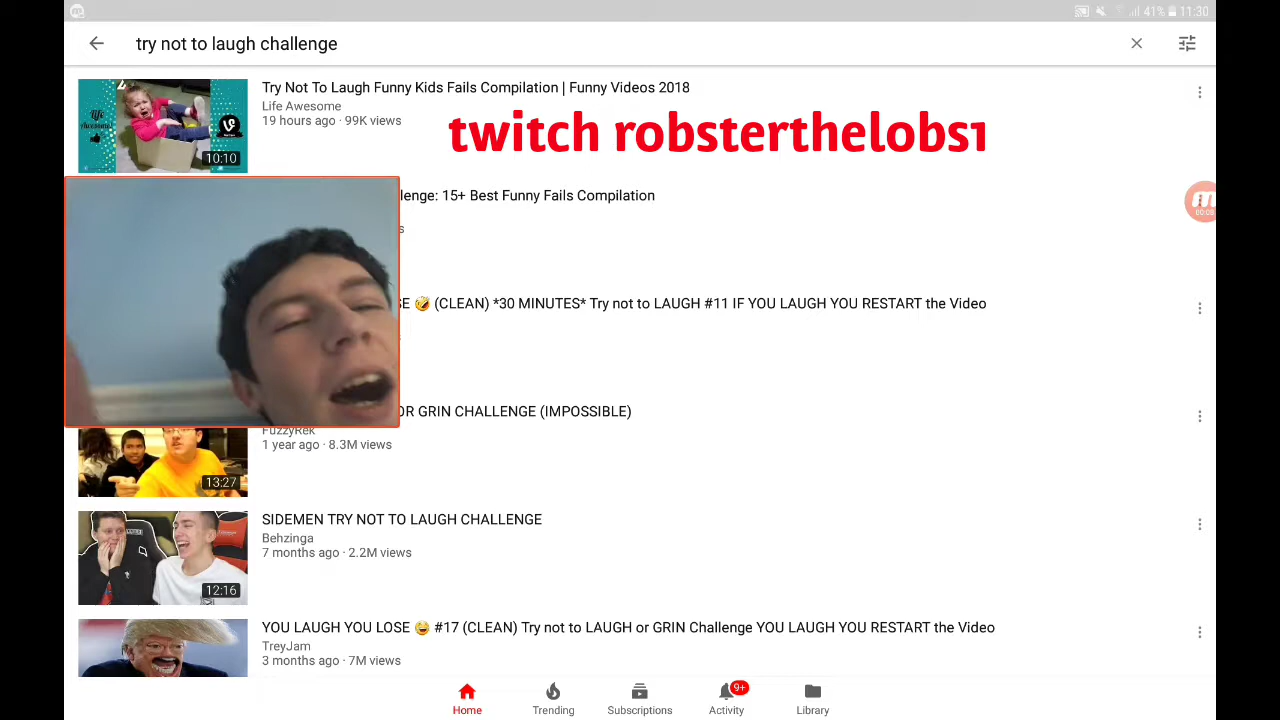 41% 11:30
try not to laugh challenge
Try Not To Laugh Funny Kids Fails Compilation | Funny Videos 2018
Life Awesome
19 hours ago · 99K views
twitch robsterthelobs1
10:10
lenge: 15+ Best Funny Fails Compilation
s
GE 🤣 (CLEAN) *30 MINUTES* Try not to LAUGH #11 IF YOU LAUGH YOU RESTART the Video
OR GRIN CHALLENGE (IMPOSSIBLE)
FuzzyRek
1 year ago · 8.3M views
13:27
SIDEMEN TRY NOT TO LAUGH CHALLENGE
Behzinga
7 months ago · 2.2M views
12:16
YOU LAUGH YOU LOSE 😂 #17 (CLEAN) Try not to LAUGH or GRIN Challenge YOU LAUGH YOU RESTART the Video
TreyJam
3 months ago · 7M views
9+
Home Trending Subscriptions Activity Library